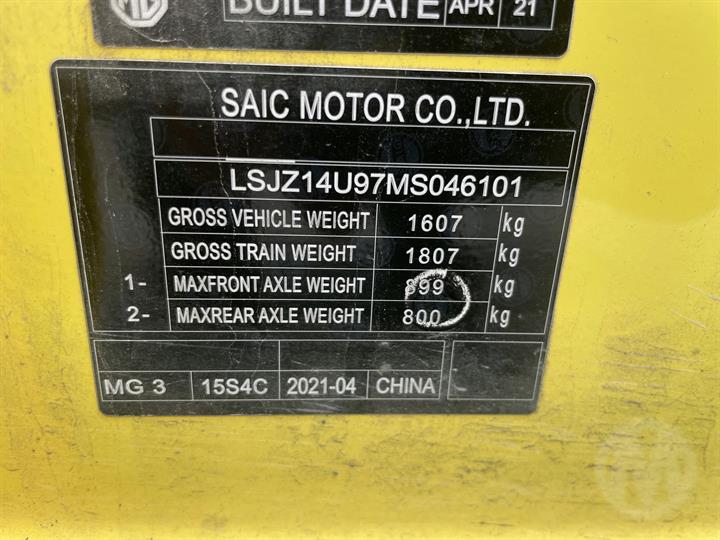 MG BUILT DATE APR 21
SAIC MOTOR CO.,LTD.
LSJZ14U97MS046101
GROSS VEHICLE WEIGHT 1607 kg
GROSS TRAIN WEIGHT 1807 kg
1- MAXFRONT AXLE WEIGHT 899 kg
2- MAXREAR AXLE WEIGHT 800 kg
MG 3 15S4C 2021-04 CHINA